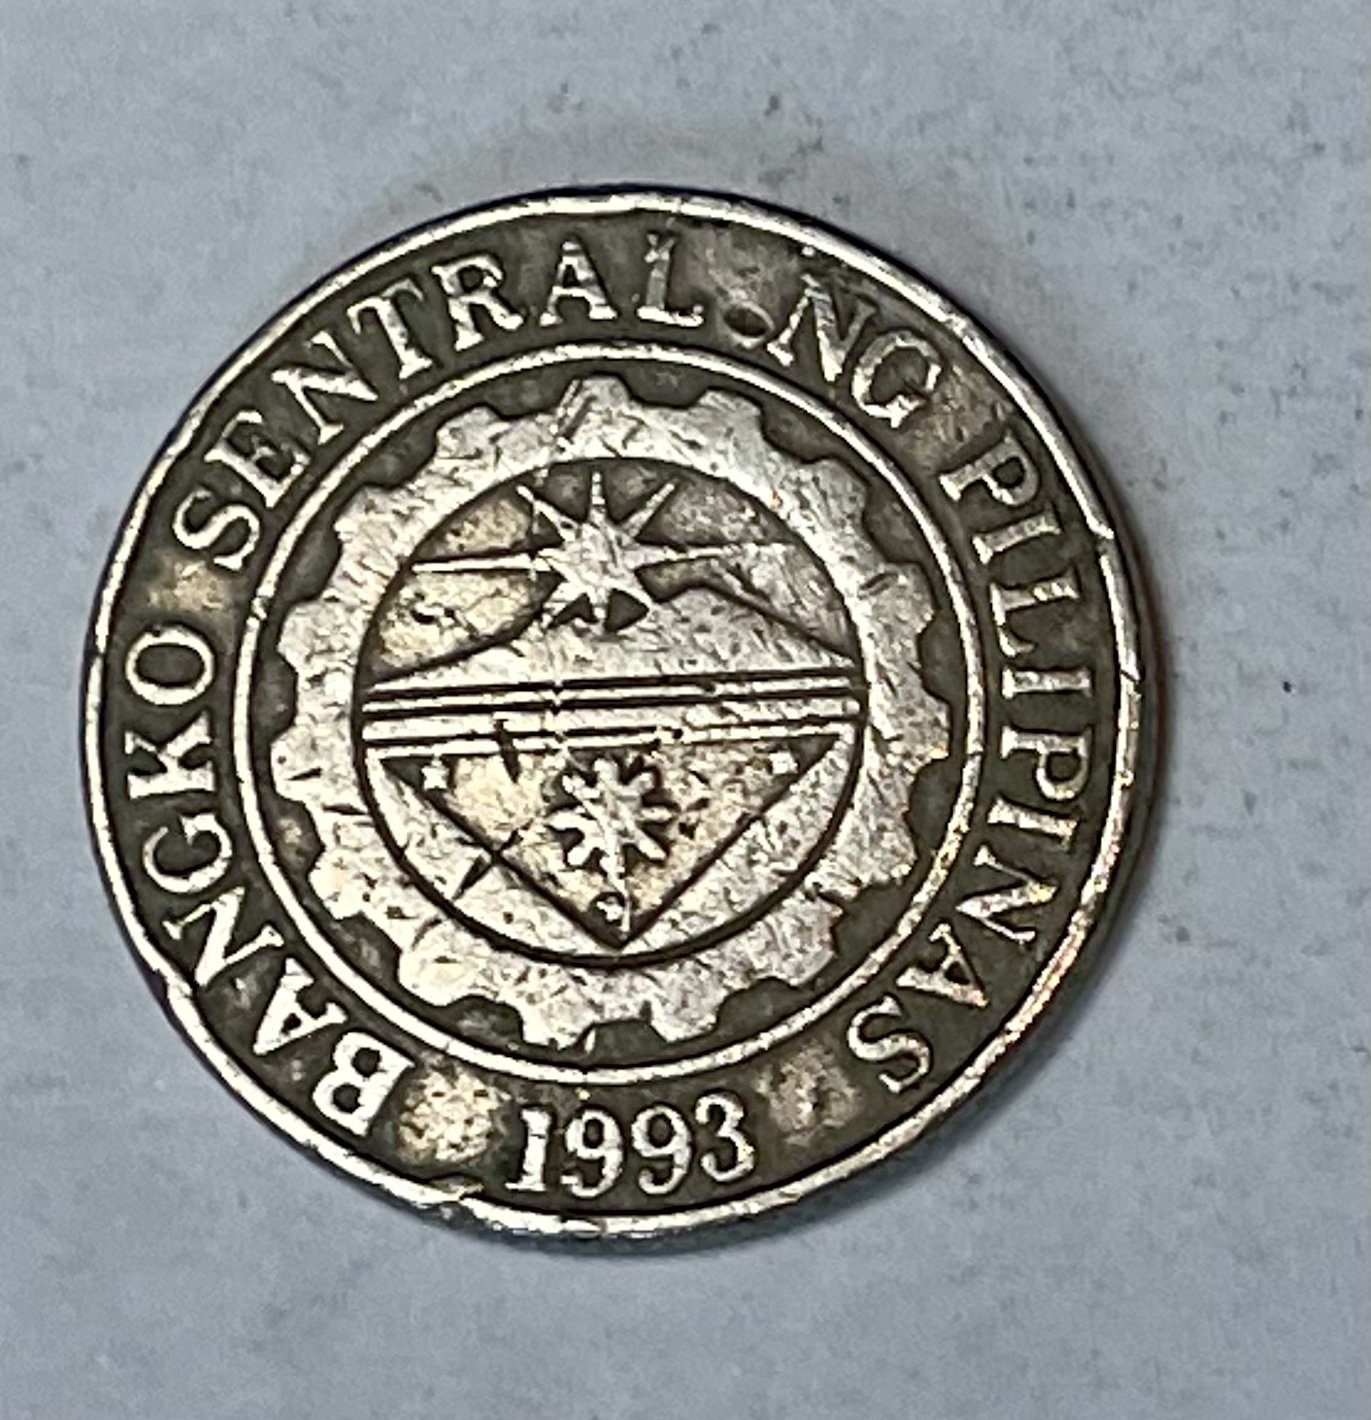 BANGKO SENTRAL NG PILIPINAS
1993